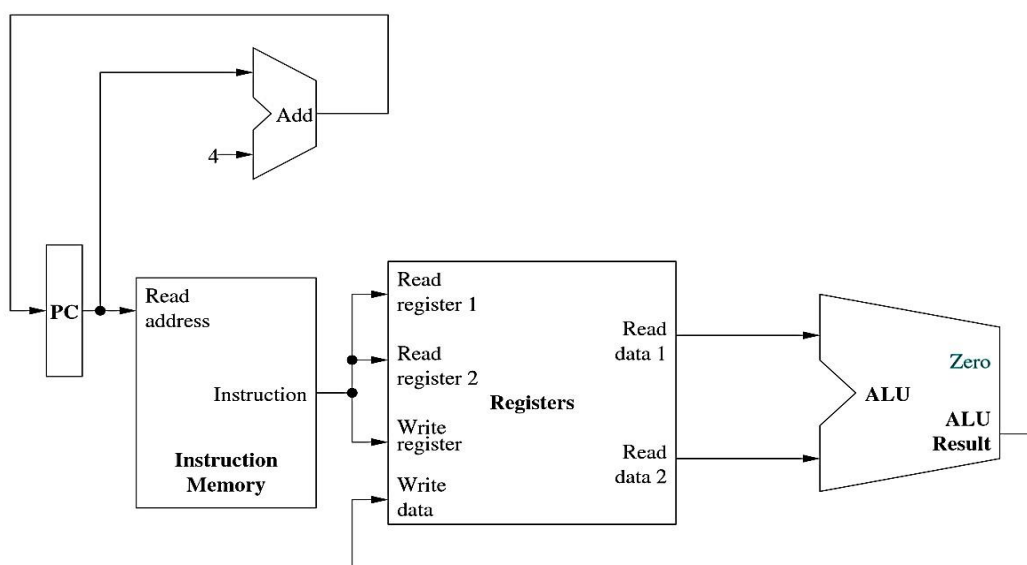 Add
4
PC
Read
address
Instruction
Instruction
Memory
Read
register 1
Read
register 2
Write
register
Write
data
Registers
Read
data 1
Read
data 2
Zero
ALU
ALU
Result